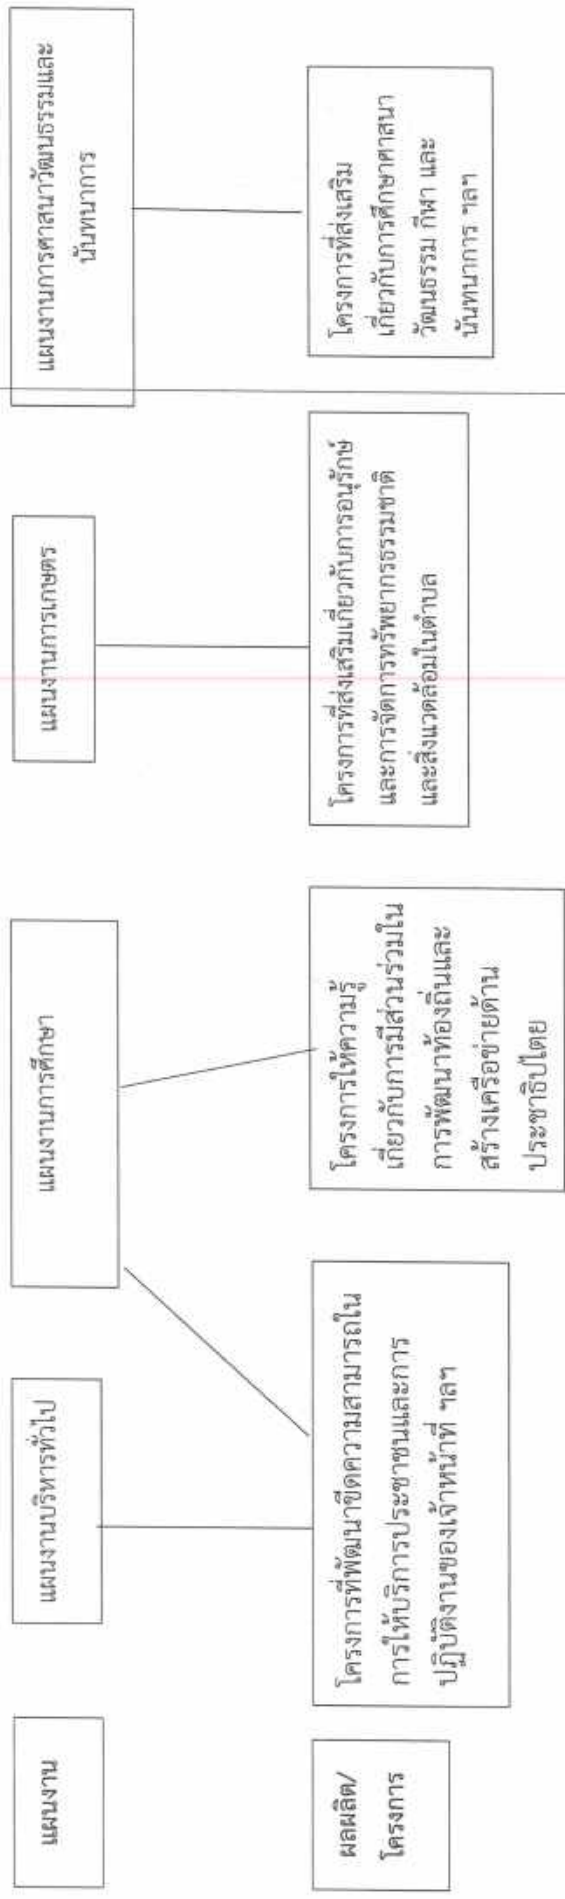 แผนงาน
แผนงานบริหารทั่วไป
แผนงานการศึกษา
แผนงานการเกษตร
แผนงานการศาสนาวัฒนธรรมและ
นันทนาการ
ผลผลิต/
โครงการ
โครงการที่พัฒนาขีดความสามารถใน
การให้บริการประชาชนและการ
ปฏิบัติงานของเจ้าหน้าที่ ฯลฯ
โครงการให้ความรู้
เกี่ยวกับการมีส่วนร่วมใน
การพัฒนาท้องถิ่นและ
สร้างเครือข่ายด้าน
ประชาธิปไตย
โครงการที่ส่งเสริมเกี่ยวกับการอนุรักษ์
และการจัดการทรัพยากรธรรมชาติ
และสิ่งแวดล้อมในตำบล
โครงการที่ส่งเสริม
เกี่ยวกับการศึกษาศาสนา
วัฒนธรรม กีฬา และ
นันทนาการ ฯลฯ